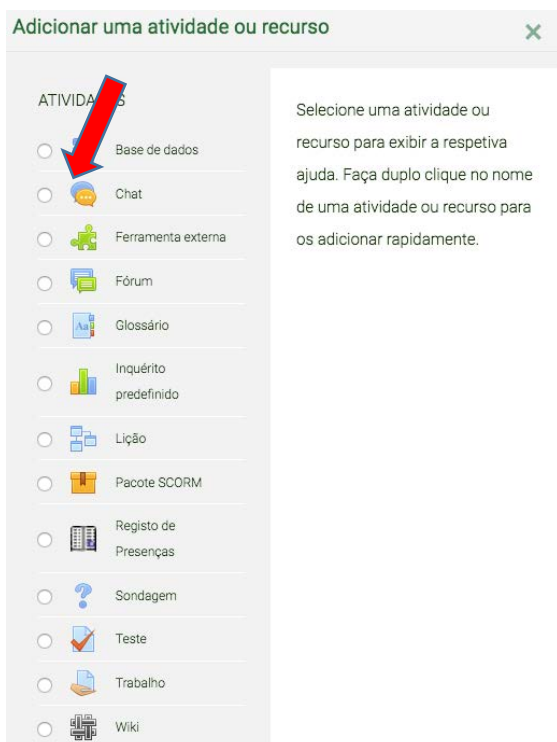 Adicionar uma atividade ou recurso
ATIVIDADES
Base de dados
Chat
Ferramenta externa
Fórum
Glossário
Inquérito
predefinido
Lição
Pacote SCORM
Registo de
Presenças
Sondagem
Teste
Trabalho
Wiki
Selecione uma atividade ou
recurso para exibir a respetiva
ajuda. Faça duplo clique no nome
de uma atividade ou recurso para
os adicionar rapidamente.